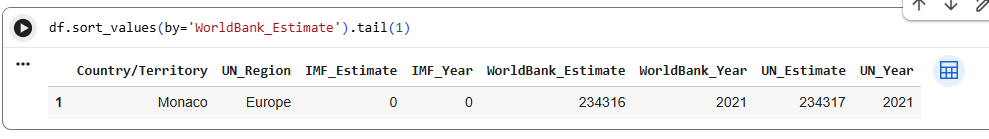 df.sort_values(by='WorldBank_Estimate').tail(1)
Country/Territory UN_Region IMF_Estimate IMF_Year WorldBank_Estimate WorldBank_Year UN_Estimate UN_Year
1 Monaco Europe 0 0 234316 2021 234317 2021